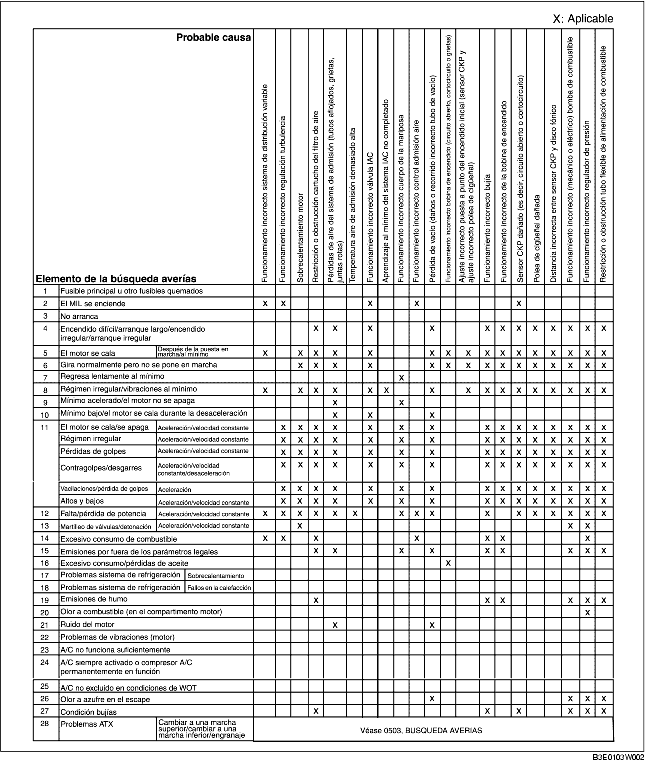 X: Aplicable
Probable causa
Funcionamiento incorrecto sistema de distribución variable
Funcionamiento incorrecto regulación turbulencia
Sobrecalentamiento motor
Restricción o obstrucción cartucho del filtro de aire
Pérdidas de aire del sistema de admisión (tubos aflojados, grietas,
juntas rotas)
Temperatura aire de admisión demasiado alta
Funcionamiento incorrecto válvula IAC
Aprendizaje al mínimo del sistema IAC no completado
Funcionamiento incorrecto cuerpo de la mariposa
Funcionamiento incorrecto control admisión aire
Pérdida de vacío (daños o recorrido incorrecto tubo de vacío)
Funcionamiento incorrecto bobina de encendido (circuito abierto, cortocircuito o grietas)
Ajuste incorrecto puesta a punto del encendido inicial (sensor CKP y
ajuste incorrecto polea de cigüeñal)
Funcionamiento incorrecto bujía
Funcionamiento incorrecto de la bobina de encendido
Sensor CKP dañado (es decir, circuito abierto o cortocircuito)
Polea de cigüeñal dañada
Distancia incorrecta entre sensor CKP y disco fónico
Funcionamiento incorrecto (mecánico o eléctrico) bomba de combustible
Funcionamiento incorrecto regulador de presión
Restricción o obstrucción tubo flexible de alimentación de combustible
Elemento de la búsqueda averías
1 Fusible principal u otro fusibles quemados
2 El MIL se enciende X X X X X
3 No arranca
4 Encendido difícil/arranque largo/encendido
irregular/arranque irregular X X X X X X X X X X X X
5 El motor se cala Después de la puesta en
marcha/al mínimo X X X X X X X X X X X X X X X X
6 Gira normalmente pero no se pone en marcha X X X X X X X X X X X X X X X
7 Regresa lentamente al mínimo X
8 Régimen irregular/vibraciones al mínimo X X X X X X X X X X X X X X X X
9 Mínimo acelerado/el motor no se apaga X X
10 Mínimo bajo/el motor se cala durante la desaceleración X X X
11 El motor se cala/se apaga Aceleración/velocidad constante X X X X X X X X X X X X X X X
Régimen irregular Aceleración/velocidad constante X X X X X X X X X X X X X X X
Pérdidas de golpes Aceleración/velocidad constante X X X X X X X X X X X X X X X
Contragolpes/desgarres Aceleración/velocidad
constante/desaceleración X X X X X X X X X X X X X X X
Vacilaciones/pérdida de golpes Aceleración X X X X X X X X X X X X X X X
Altos y bajos Aceleración/velocidad constante X X X X X X X X X X X X X X X
12 Falta/pérdida de potencia Aceleración/velocidad constante X X X X X X X X X X X X X X X X
13 Martilleo de válvulas/detonación Aceleración/velocidad constante X X X
14 Excesivo consumo de combustible X X X X X X X
15 Emisiones por fuera de los parámetros legales X X X X X X X X X
16 Excesivo consumo/pérdidas de aceite X
17 Problemas sistema de refrigeración Sobrecalentamiento
18 Problemas sistema de refrigeración Fallos en la calefacción
19 Emisiones de humo X X X X X X
20 Olor a combustible (en el compartimento motor) X
21 Ruido del motor X X
22 Problemas de vibraciones (motor)
23 A/C no funciona suficientemente
24 A/C siempre activado o compresor A/C
permanentemente en función
25 A/C no excluido en condiciones de WOT
26 Olor a azufre en el escape X X X X
27 Condición bujías X X X X X X
28 Problemas ATX Cambiar a una marcha
superior/cambiar a una
marcha inferior/engranaje Véase 0503, BUSQUEDA AVERIAS
B3E0103W002